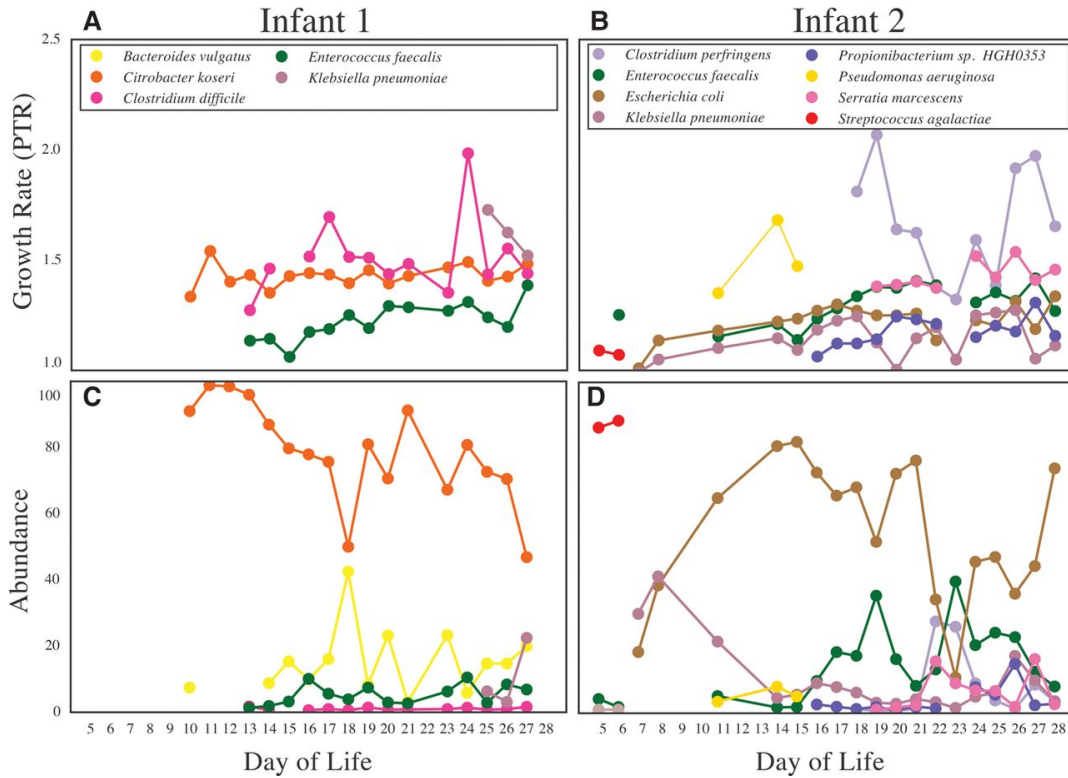 A Infant 1
B Infant 2
Bacteroides vulgatus
Citrobacter koseri
Clostridium difficile
Enterococcus faecalis
Klebsiella pneumoniae
Clostridium perfringens
Enterococcus faecalis
Escherichia coli
Klebsiella pneumoniae
Propionibacterium sp. HGH0353
Pseudomonas aeruginosa
Serratia marcescens
Streptococcus agalactiae
Growth Rate (PTR)
2.5
2.0
1.5
1.0
C
D
Abundance
100
80
60
40
20
0
5 6 7 8 9 10 11 12 13 14 15 16 17 18 19 20 21 22 23 24 25 26 27 28
5 6 7 8 9 10 11 12 13 14 15 16 17 18 19 20 21 22 23 24 25 26 27 28
Day of Life
Day of Life